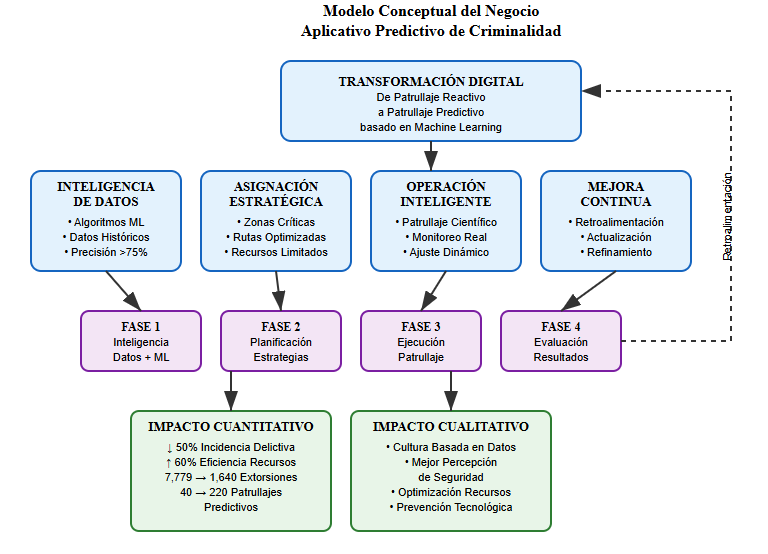 Modelo Conceptual del Negocio
Aplicativo Predictivo de Criminalidad
TRANSFORMACIÓN DIGITAL
De Patrullaje Reactivo
a Patrullaje Predictivo
basado en Machine Learning
INTELIGENCIA
DE DATOS
• Algoritmos ML
• Datos Históricos
• Precisión >75%
ASIGNACIÓN
ESTRATÉGICA
• Zonas Críticas
• Rutas Optimizadas
• Recursos Limitados
OPERACIÓN
INTELIGENTE
• Patrullaje Científico
• Monitoreo Real
• Ajuste Dinámico
MEJORA
CONTINUA
• Retroalimentación
• Actualización
• Refinamiento
Retroalimentación
FASE 1
Inteligencia
Datos + ML
FASE 2
Planificación
Estrategias
FASE 3
Ejecución
Patrullaje
FASE 4
Evaluación
Resultados
IMPACTO CUANTITATIVO
↓ 50% Incidencia Delictiva
↑ 60% Eficiencia Recursos
7,779 → 1,640 Extorsiones
40 → 220 Patrullajes
Predictivos
IMPACTO CUALITATIVO
• Cultura Basada en Datos
• Mejor Percepción
de Seguridad
• Optimización Recursos
• Prevención Tecnológica